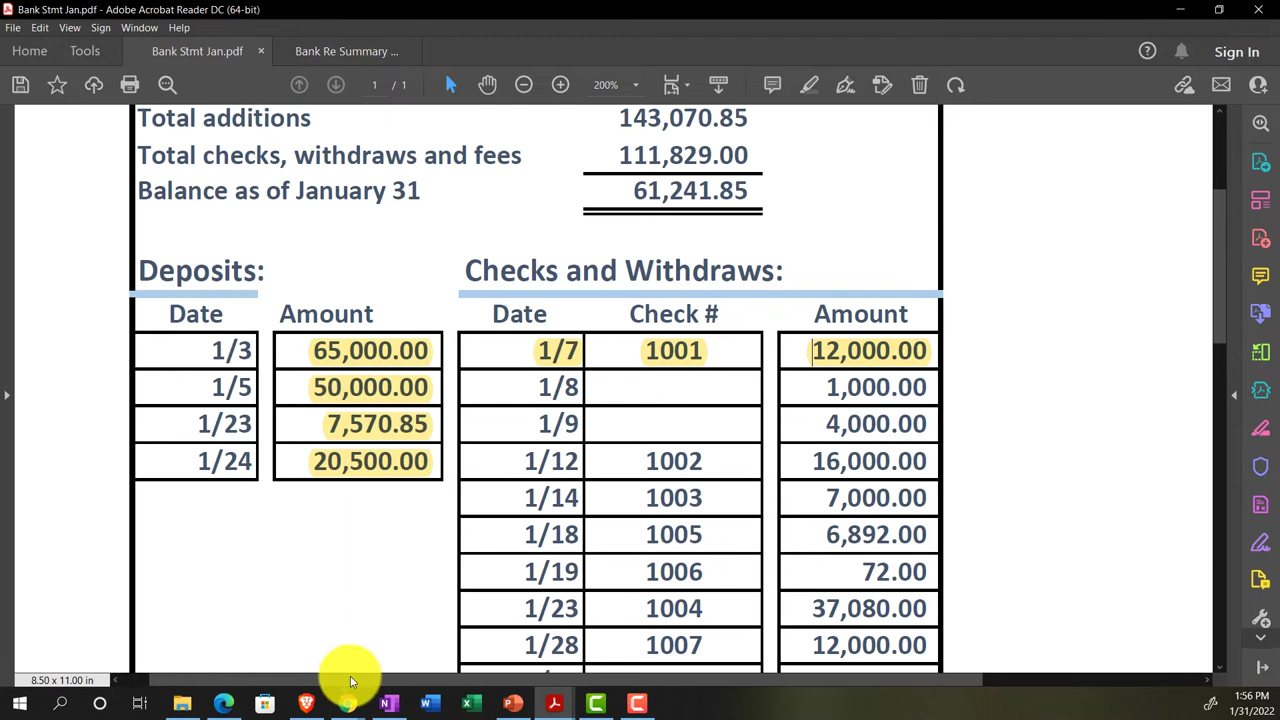 Bank Stmt Jan.pdf - Adobe Acrobat Reader DC (64-bit)
File Edit View Sign Window Help
Home Tools Bank Stmt Jan.pdf × Bank Re Summary ... Sign In
1 / 1 200%
Total additions 143,070.85
Total checks, withdraws and fees 111,829.00
Balance as of January 31 61,241.85
Deposits: Checks and Withdraws:
Date Amount Date Check # Amount
1/3 65,000.00 1/7 1001 12,000.00
1/5 50,000.00 1/8 1,000.00
1/23 7,570.85 1/9 4,000.00
1/24 20,500.00 1/12 1002 16,000.00
1/14 1003 7,000.00
1/18 1005 6,892.00
1/19 1006 72.00
1/23 1004 37,080.00
1/28 1007 12,000.00
8.50 x 11.00 in
1:56 PM
1/31/2022